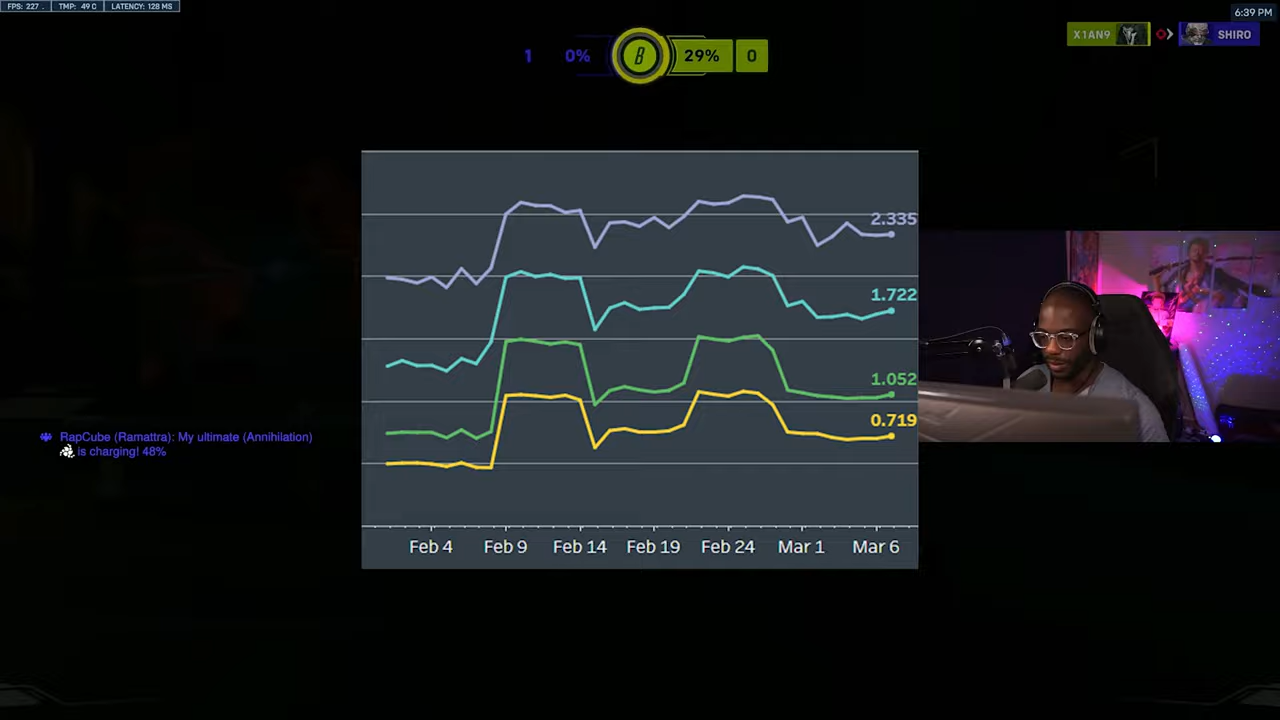 FPS: 227 . TMP: 49 C LATENCY: 128 MS
6:39 PM
1 0% B 29% 0
X1AN9 SHIRO
2.335
1.722
1.052
0.719
RapCube (Ramattra): My ultimate (Annihilation)
is charging! 48%
Feb 4 Feb 9 Feb 14 Feb 19 Feb 24 Mar 1 Mar 6